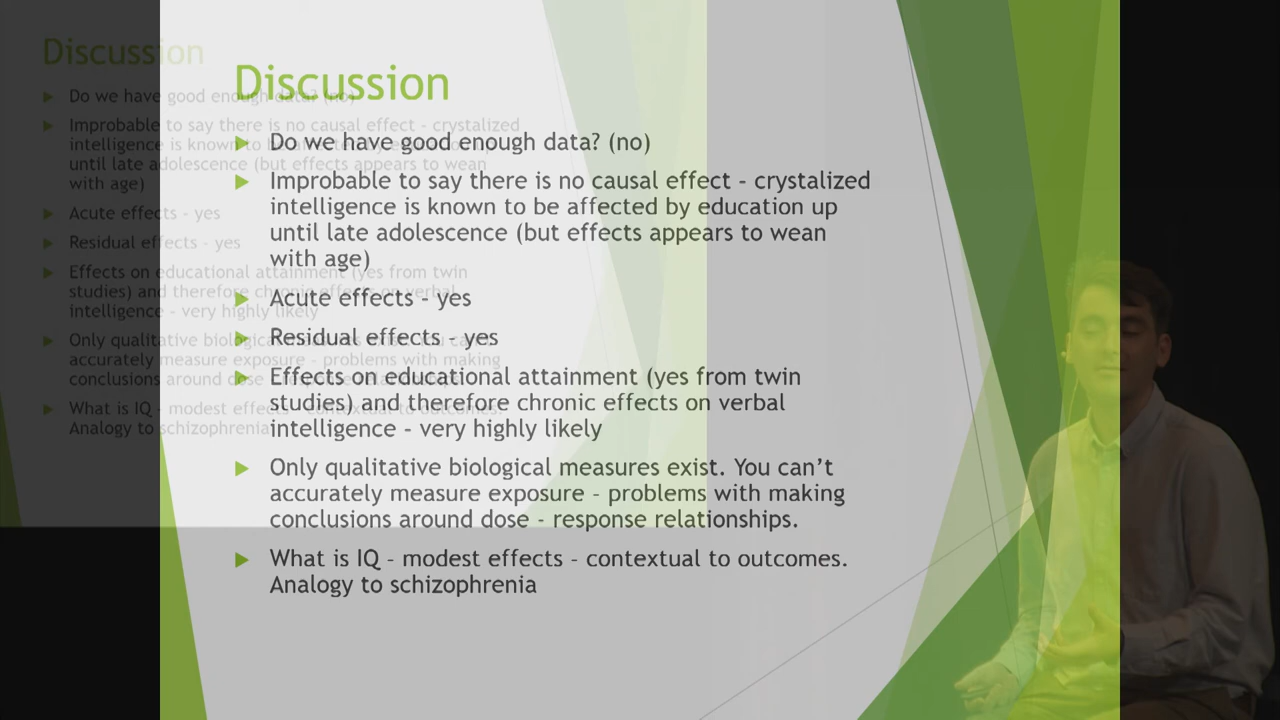 Discussion
Do we have good enough data? (no)
Improbable to say there is no causal effect - crystalized
intelligence is known to be affected by education up
until late adolescence (but effects appears to wean
with age)
Acute effects - yes
Residual effects - yes
Effects on educational attainment (yes from twin
studies) and therefore chronic effects on verbal
intelligence - very highly likely
Only qualitative biological measures exist. You can't
accurately measure exposure - problems with making
conclusions around dose - response relationships.
What is IQ - modest effects - contextual to outcomes.
Analogy to schizophrenia